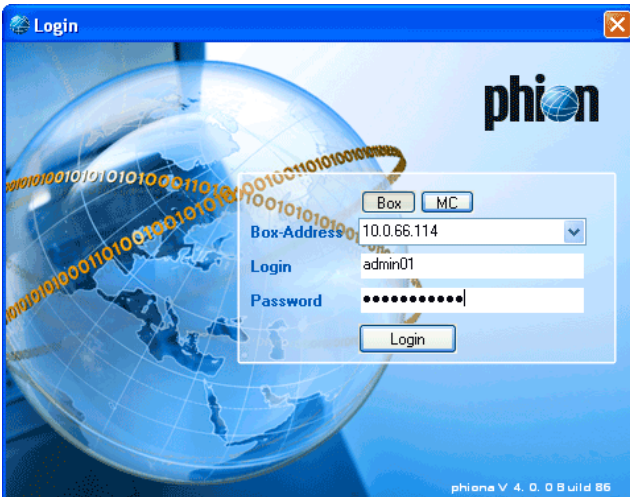 Login
phion
Box MC
Box-Address 10.0.66.114
Login admin01
Password ●●●●●●●●●●●
Login
phiona V 4. 0. 0 Build 86